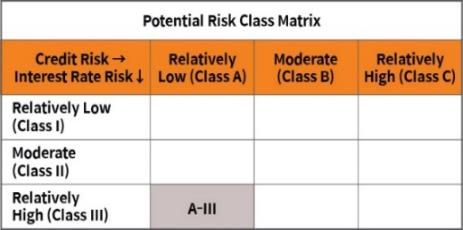 Potential Risk Class Matrix
Credit Risk → Relatively Moderate Relatively
Interest Rate Risk ↓ Low (Class A) (Class B) High (Class C)
Relatively Low
(Class I)
Moderate
(Class II)
Relatively
High (Class III)
A-III